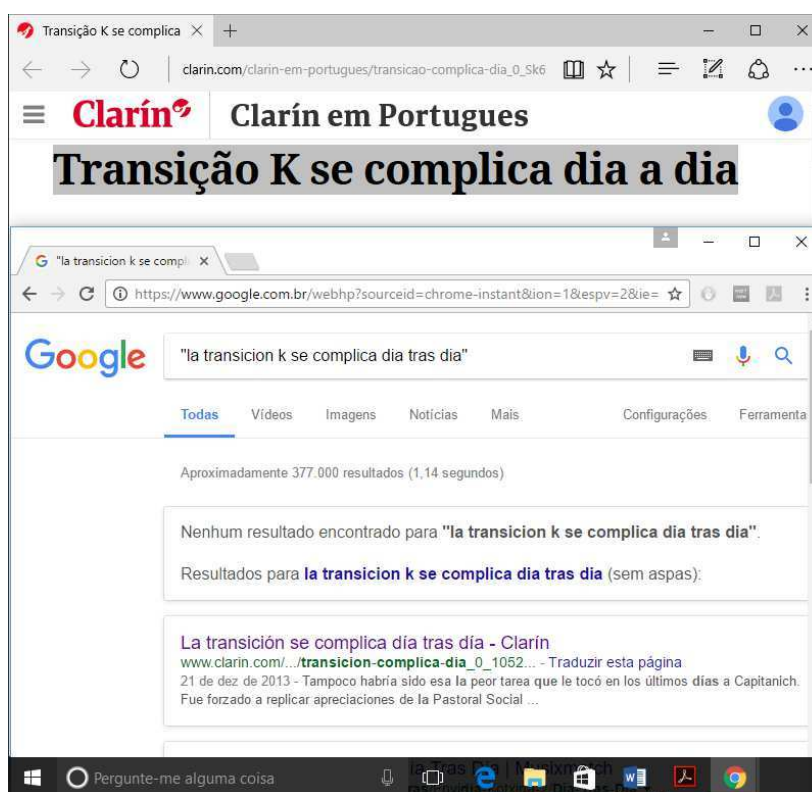 Transição K se complica
clarin.com/clarin-em-portugues/transicao-complica-dia_0_Sk6
Clarín
Clarín em Portugues
Transição K se complica dia a dia
"la transicion k se compli
https://www.google.com.br/webhp?sourceid=chrome-instant&ion=1&espv=2&ie=
Google
"la transicion k se complica dia tras dia"
Todas Vídeos Imagens Notícias Mais Configurações Ferramenta
Aproximadamente 377.000 resultados (1,14 segundos)
Nenhum resultado encontrado para "la transicion k se complica dia tras dia".
Resultados para la transicion k se complica dia tras dia (sem aspas):
La transición se complica día tras día - Clarín
www.clarin.com/.../transicion-complica-dia_0_1052... - Traduzir esta página
21 de dez de 2013 - Tampoco habría sido esa la peor tarea que le tocó en los últimos días a Capitanich.
Fue forzado a replicar apreciaciones de la Pastoral Social ...
Pergunte-me alguma coisa